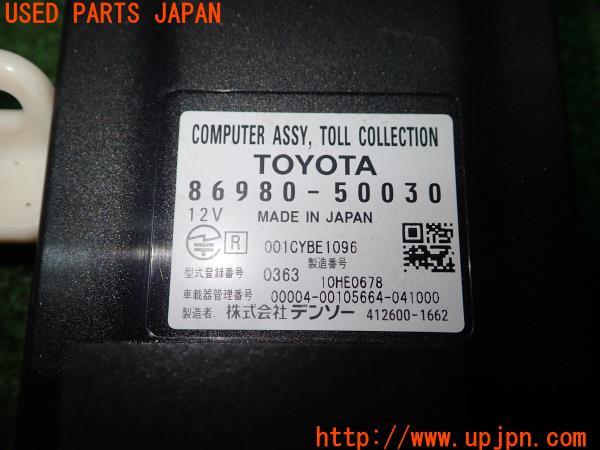 USED PARTS JAPAN
COMPUTER ASSY, TOLL COLLECTION
TOYOTA
86980-50030
12V MADE IN JAPAN
R 001CYBE1096
型式登録番号 0363 製造番号 10HE0678
車載器管理番号 00004-00105664-041000
製造者. 株式会社デンソー 412600-1662
http://www.upjpn.com/